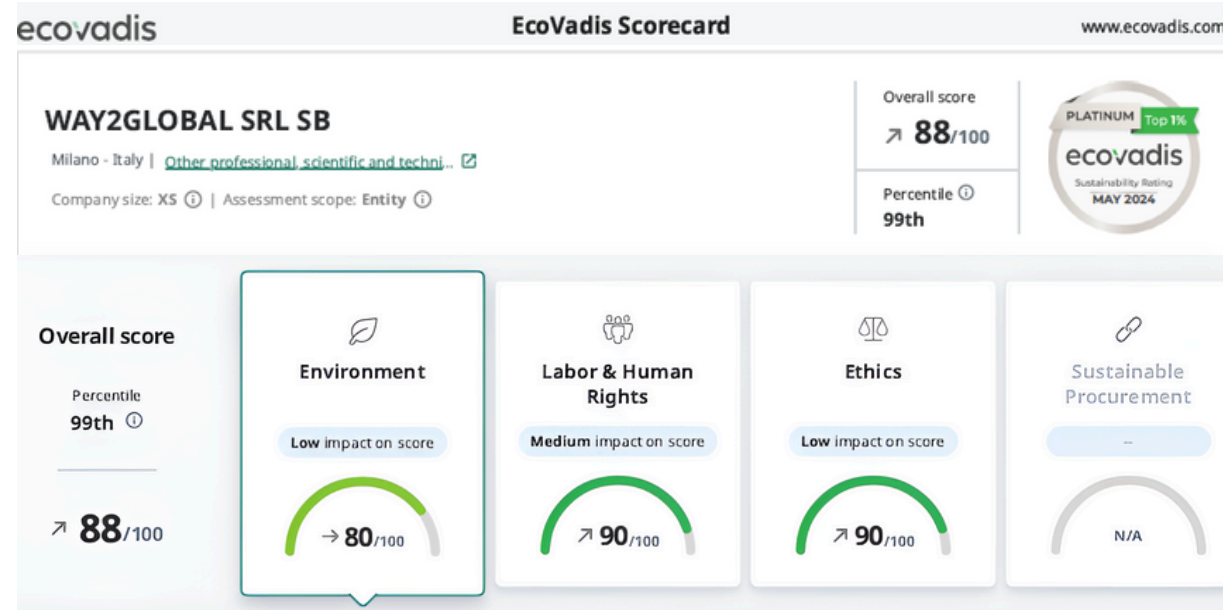 ecovadis
EcoVadis Scorecard
www.ecovadis.com
WAY2GLOBAL SRL SB
Milano - Italy | Other professional, scientific and techni...
Company size: XS | Assessment scope: Entity
Overall score
↗ 88/100
Percentile
99th
PLATINUM Top 1%
ecovadis
Sustainability Rating
MAY 2024
Overall score
Percentile
99th
↗ 88/100
Environment
Low impact on score
→ 80/100
Labor & Human
Rights
Medium impact on score
↗ 90/100
Ethics
Low impact on score
↗ 90/100
Sustainable
Procurement
–
N/A